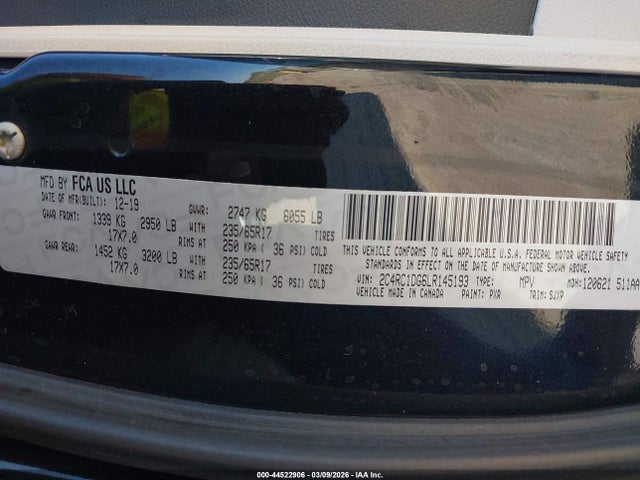 MFD BY FCA US LLC
DATE OF MFR(BUILT): 12-19 GVWR: 2747 KG 6055 LB
GAWR FRONT: 1339 KG 2950 LB WITH 235/65R17 TIRES
17X7.0 RIMS AT 250 KPA ( 36 PSI) COLD
GAWR REAR: 1452 KG 3200 LB WITH 235/65R17 TIRES
17X7.0 RIMS AT 250 KPA ( 36 PSI) COLD
THIS VEHICLE CONFORMS TO ALL APPLICABLE U.S.A. FEDERAL MOTOR VEHICLE SAFETY
STANDARDS IN EFFECT ON THE DATE OF MANUFACTURE SHOWN ABOVE.
VIN: 2C4RC1DG6LR145193 TYPE: MPV MDH:120621 511AA
VEHICLE MADE IN CANADA PAINT: PXR TRIM: SJXP
000-44522906 - 03/09/2026 - IAAI.COM